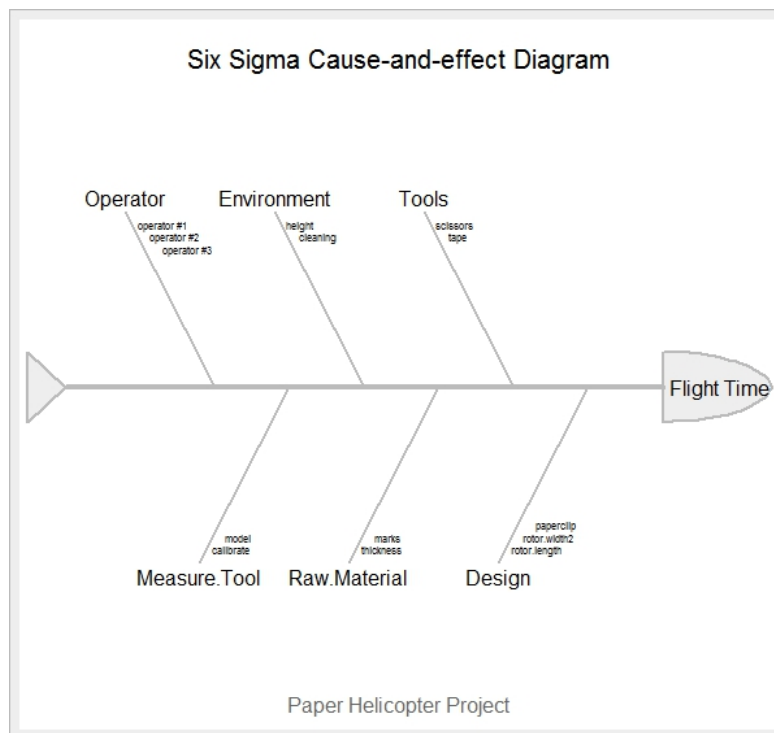 Six Sigma Cause-and-effect Diagram
Operator
Environment
Tools
operator #1
operator #2
operator #3
height
cleaning
scissors
tape
Flight Time
model
calibrate
marks
thickness
paperclip
rotor.width2
rotor.length
Measure.Tool
Raw.Material
Design
Paper Helicopter Project